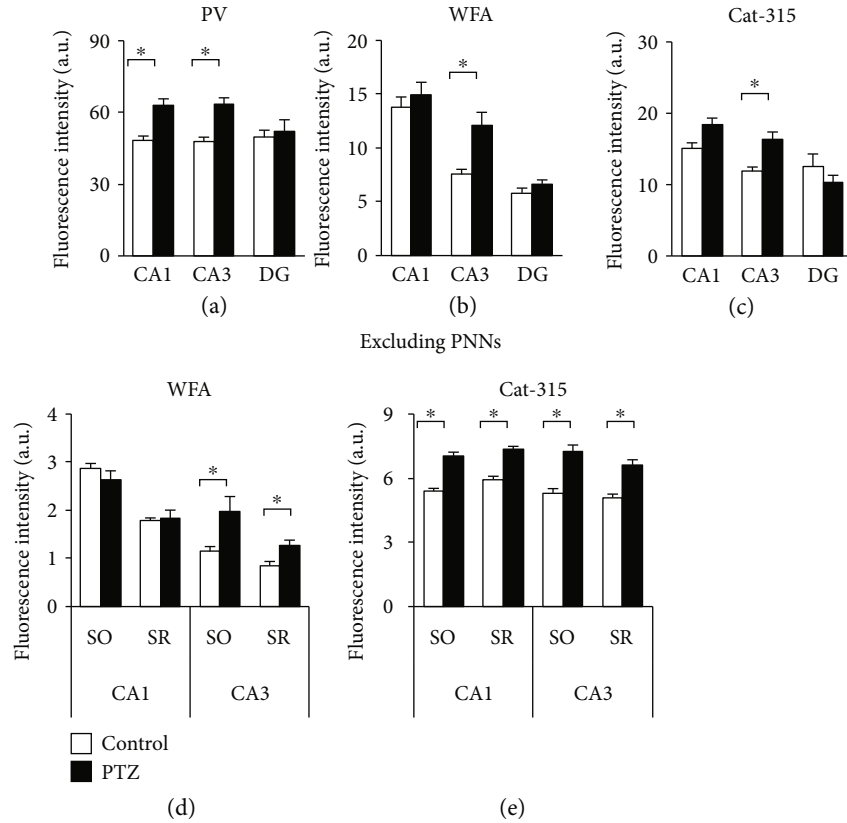 PV
Fluorescence intensity (a.u.)
90
60
30
0
*
*
CA1 CA3 DG
(a)
WFA
Fluorescence intensity (a.u.)
20
15
10
5
0
*
CA1 CA3 DG
(b)
Cat-315
Fluorescence intensity (a.u.)
30
20
10
0
*
CA1 CA3 DG
(c)
Excluding PNNs
WFA
Fluorescence intensity (a.u.)
4
3
2
1
0
*
*
SO SR SO SR
CA1 CA3
Control
PTZ
(d)
Cat-315
Fluorescence intensity (a.u.)
9
6
3
0
* * * *
SO SR SO SR
CA1 CA3
(e)